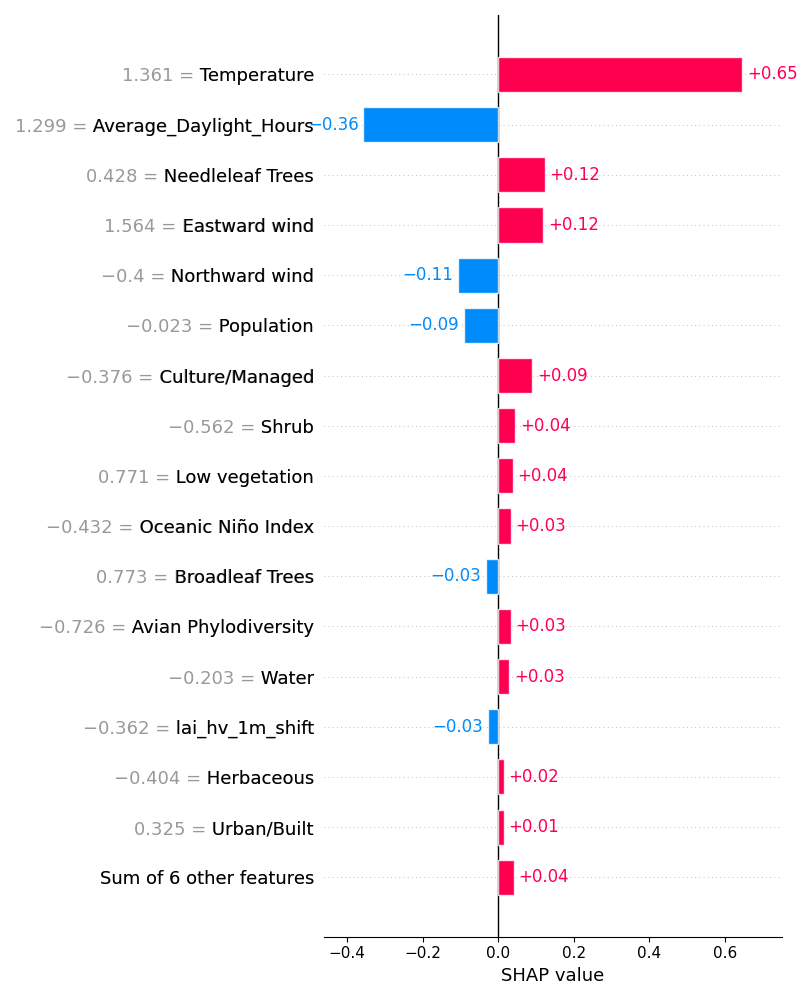 1.361 = Temperature +0.65
1.299 = Average_Daylight_Hours −0.36
0.428 = Needleleaf Trees +0.12
1.564 = Eastward wind +0.12
−0.4 = Northward wind −0.11
−0.023 = Population −0.09
−0.376 = Culture/Managed +0.09
−0.562 = Shrub +0.04
0.771 = Low vegetation +0.04
−0.432 = Oceanic Niño Index +0.03
0.773 = Broadleaf Trees −0.03
−0.726 = Avian Phylodiversity +0.03
−0.203 = Water +0.03
−0.362 = lai_hv_1m_shift −0.03
−0.404 = Herbaceous +0.02
0.325 = Urban/Built +0.01
Sum of 6 other features +0.04
−0.4 −0.2 0.0 0.2 0.4 0.6
SHAP value